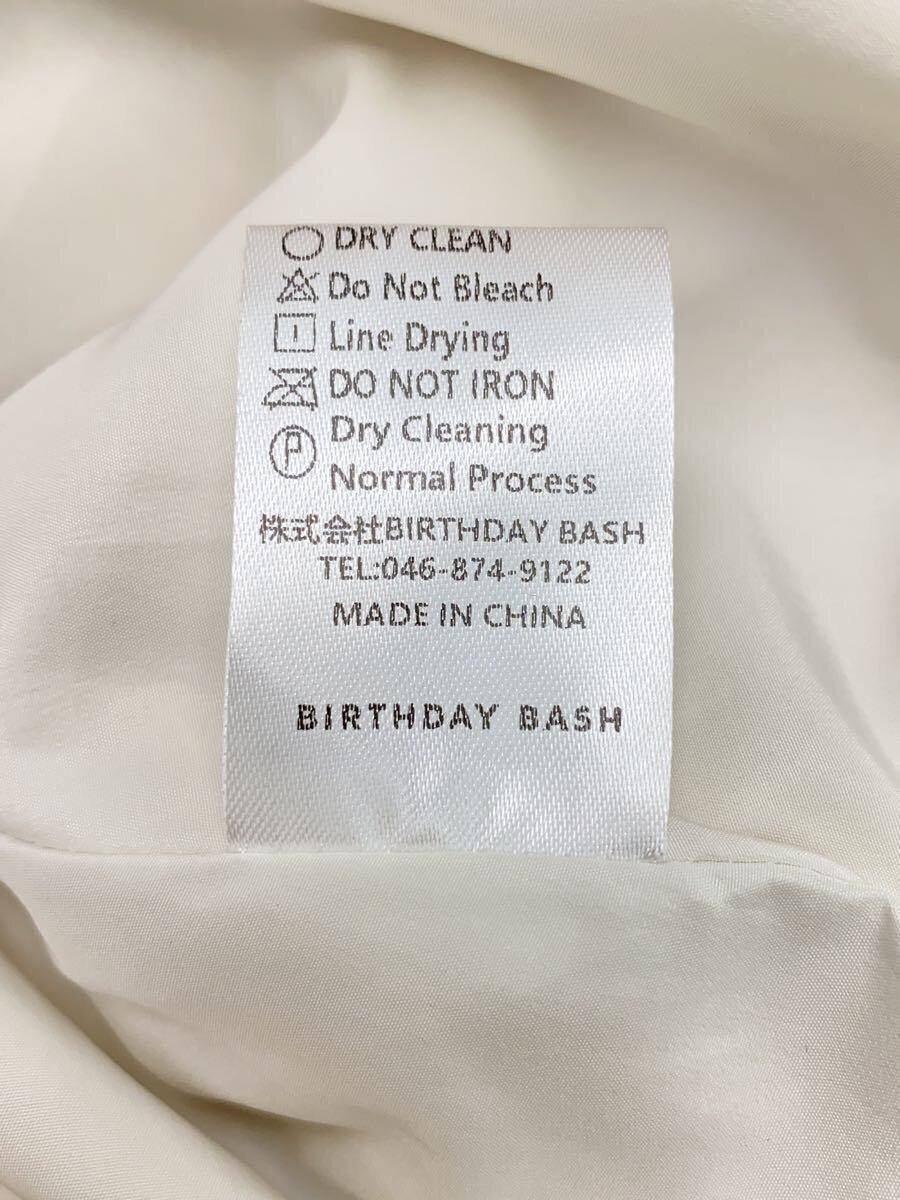 DRY CLEAN
Do Not Bleach
Line Drying
DO NOT IRON
P Dry Cleaning
Normal Process
株式会社BIRTHDAY BASH
TEL:046-874-9122
MADE IN CHINA
BIRTHDAY BASH